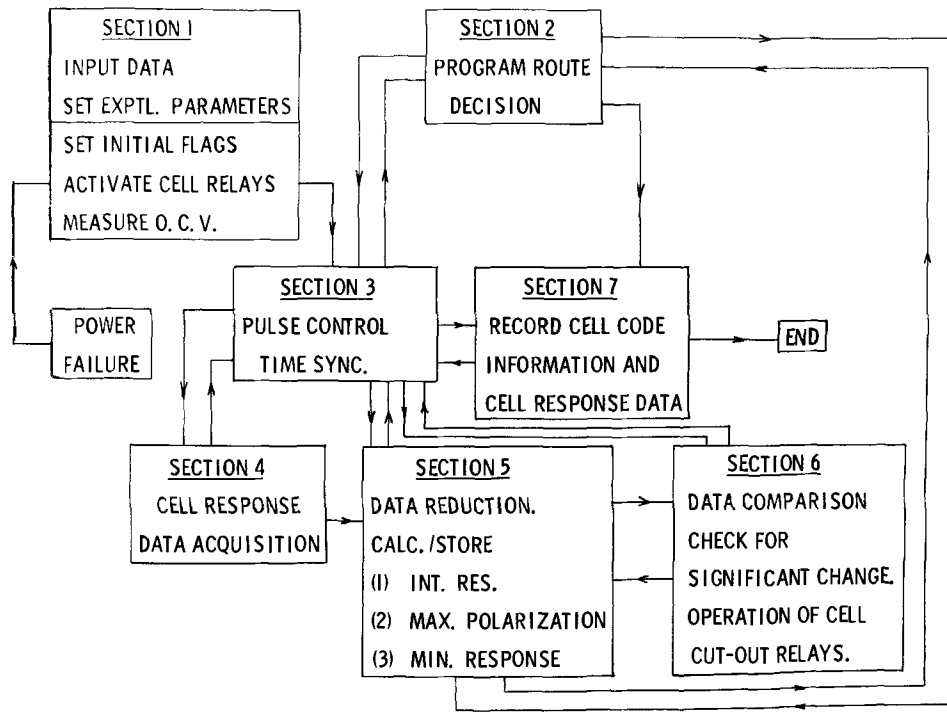 SECTION 1
INPUT DATA
SET EXPTL. PARAMETERS
SET INITIAL FLAGS
ACTIVATE CELL RELAYS
MEASURE O. C. V.
SECTION 2
PROGRAM ROUTE
DECISION
POWER
FAILURE
SECTION 3
PULSE CONTROL
TIME SYNC.
SECTION 7
RECORD CELL CODE
INFORMATION AND
CELL RESPONSE DATA
END
SECTION 4
CELL RESPONSE
DATA ACQUISITION
SECTION 5
DATA REDUCTION.
CALC./STORE
(1) INT. RES.
(2) MAX. POLARIZATION
(3) MIN. RESPONSE
SECTION 6
DATA COMPARISON
CHECK FOR
SIGNIFICANT CHANGE.
OPERATION OF CELL
CUT-OUT RELAYS.